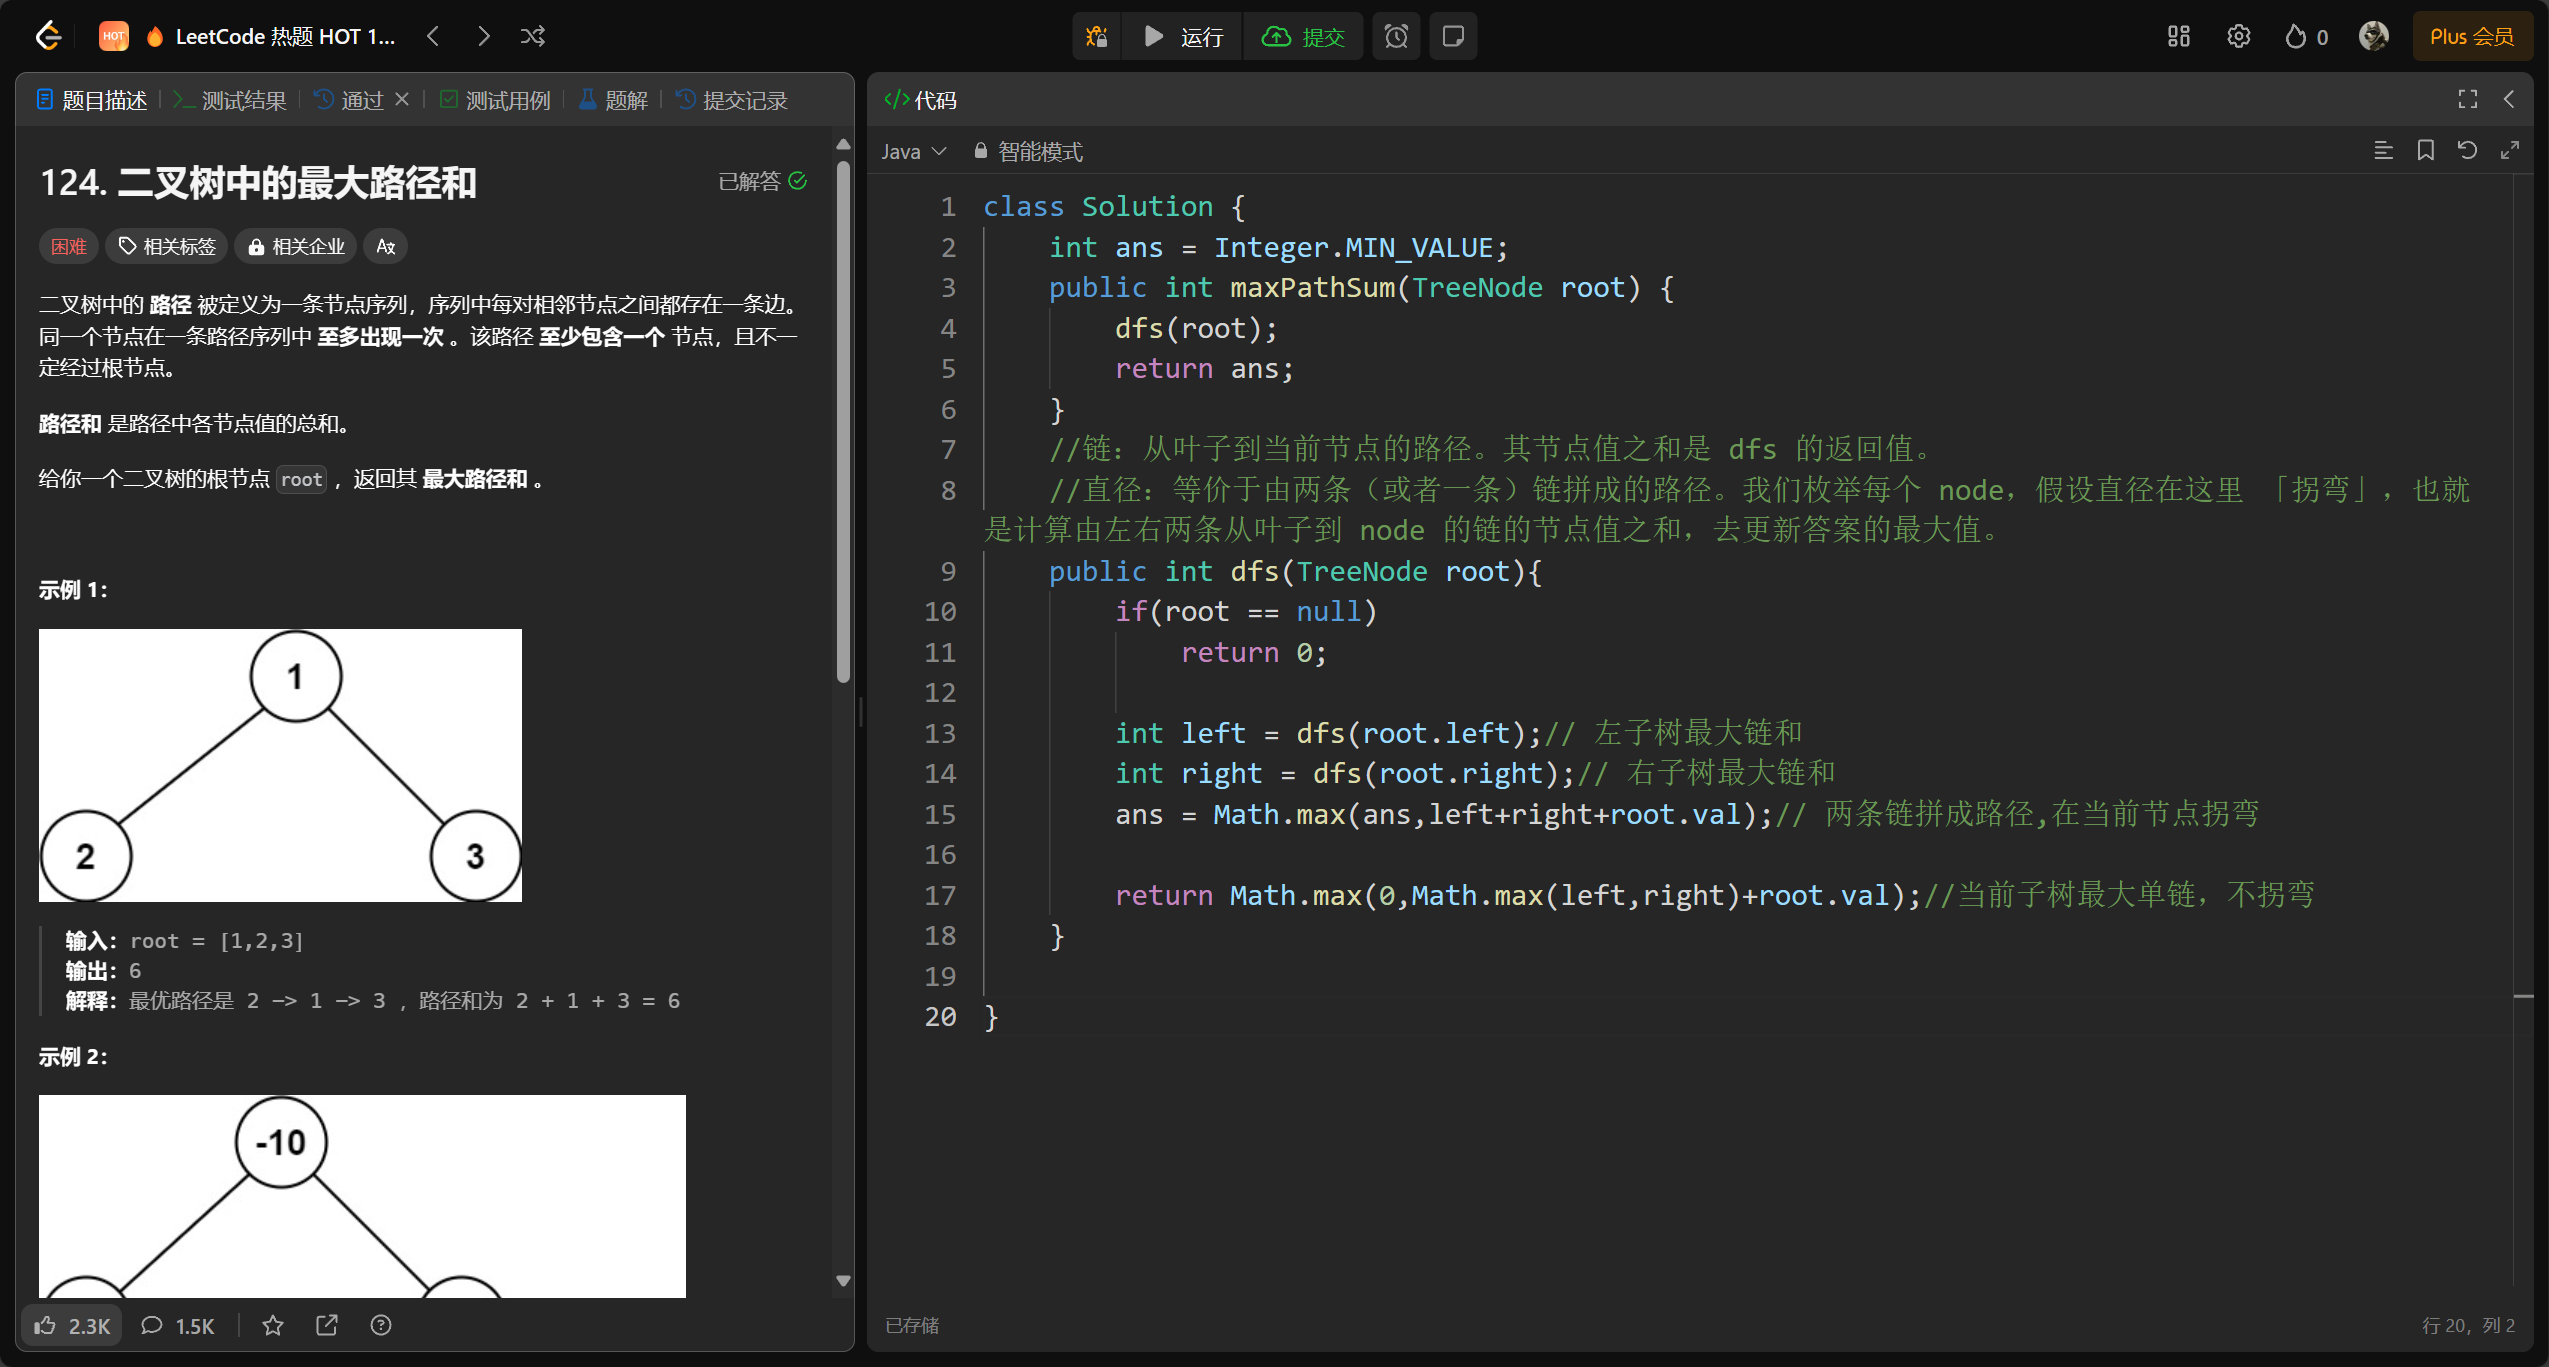 HOT LeetCode 热题 HOT 1... 运行 提交 0 Plus 会员
题目描述 测试结果 通过 测试用例 题解 提交记录
124. 二叉树中的最大路径和 已解答
困难 相关标签 相关企业
二叉树中的 路径 被定义为一条节点序列，序列中每对相邻节点之间都存在一条边。
同一个节点在一条路径序列中 至多出现一次 。该路径 至少包含一个 节点，且不一
定经过根节点。
路径和 是路径中各节点值的总和。
给你一个二叉树的根节点 root ，返回其 最大路径和 。
示例 1：
1
2 3
输入：root = [1,2,3]
输出：6
解释：最优路径是 2 -> 1 -> 3 ，路径和为 2 + 1 + 3 = 6
示例 2：
-10
2.3K 1.5K
</> 代码
Java 智能模式
1 class Solution {
2 int ans = Integer.MIN_VALUE;
3 public int maxPathSum(TreeNode root) {
4 dfs(root);
5 return ans;
6 }
7 //链：从叶子到当前节点的路径。其节点值之和是 dfs 的返回值。
8 //直径：等价于由两条（或者一条）链拼成的路径。我们枚举每个 node，假设直径在这里 「拐弯」，也就
是计算由左右两条从叶子到 node 的链的节点值之和，去更新答案的最大值。
9 public int dfs(TreeNode root){
10 if(root == null)
11 return 0;
12
13 int left = dfs(root.left);// 左子树最大链和
14 int right = dfs(root.right);// 右子树最大链和
15 ans = Math.max(ans,left+right+root.val);// 两条链拼成路径,在当前节点拐弯
16
17 return Math.max(0,Math.max(left,right)+root.val);//当前子树最大单链，不拐弯
18 }
19
20 }
已存储 行 20，列 2